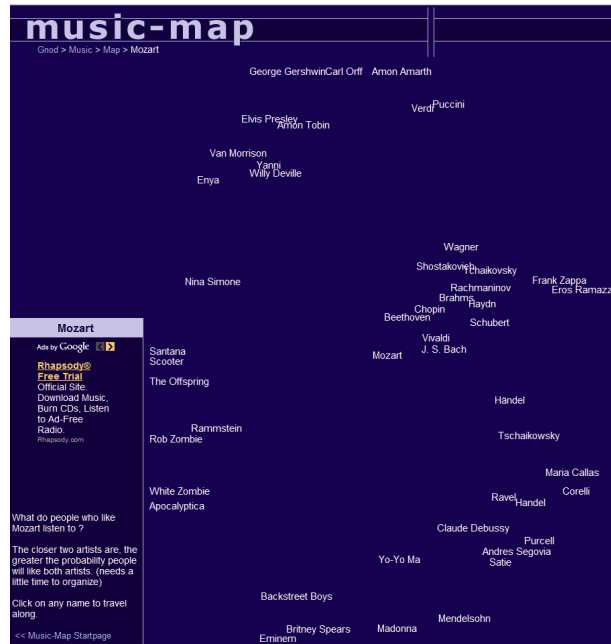 music-map
Gnod > Music > Map > Mozart
George Gershwin Carl Orff Amon Amarth
Verdi Puccini
Elvis Presley
Amon Tobin
Van Morrison
Yanni
Willy Deville
Enya
Wagner
Shostakovich
Tchaikovsky
Nina Simone
Frank Zappa
Rachmaninov
Eros Ramazz
Brahms
Haydn
Chopin
Beethoven
Schubert
Mozart
Ads by Google
Rhapsody®
Free Trial
Official Site.
Download Music,
Burn CDs, Listen
to Ad-Free
Radio.
Rhapsody.com
Vivaldi
J. S. Bach
Mozart
Santana
Scooter
The Offspring
Händel
Rammstein
Rob Zombie
Tschaikowsky
Maria Callas
White Zombie
Corelli
Ravel
Handel
Apocalyptica
What do people who like
Mozart listen to ?
The closer two artists are, the
greater the probability people
will like both artists. (needs a
little time to organize)
Click on any name to travel
along.
<< Music-Map Startpage
Claude Debussy
Purcell
Andres Segovia
Yo-Yo Ma
Satie
Backstreet Boys
Mendelsohn
Britney Spears
Madonna
Eminem